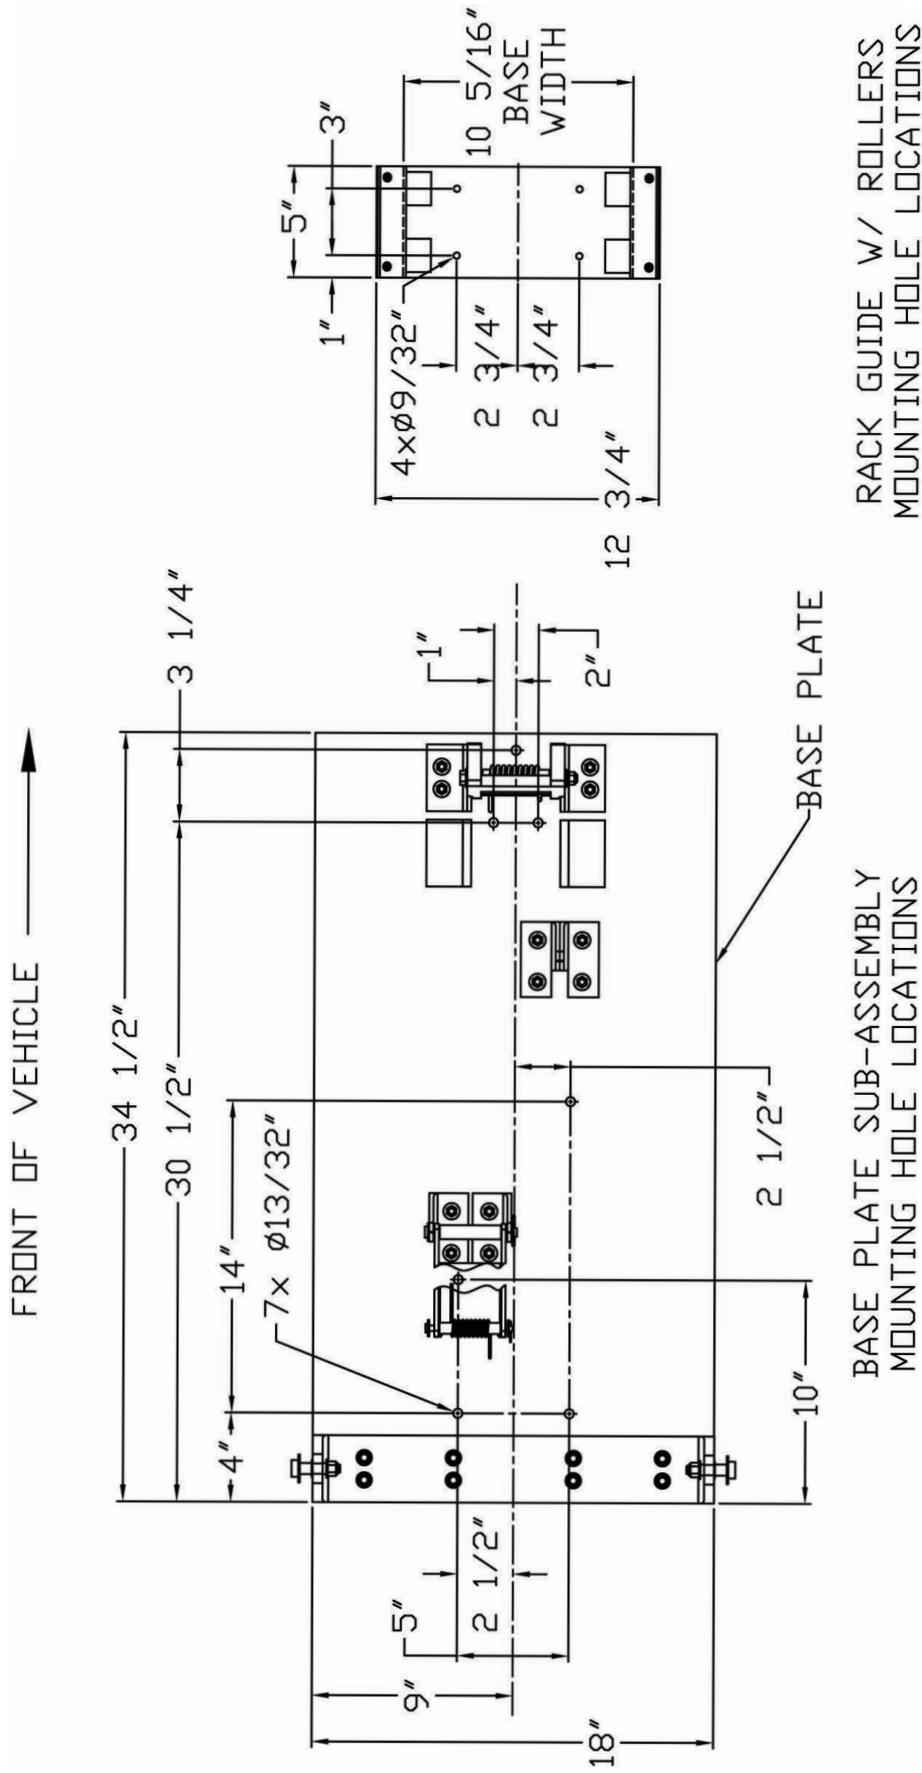 FRONT OF VEHICLE
34 1/2"
30 1/2"
3 1/4"
14"
4"
7x Ø13/32"
1"
2"
5"
2 1/2"
9"
18"
10"
2 1/2"
BASE PLATE
BASE PLATE SUB-ASSEMBLY
MOUNTING HOLE LOCATIONS
1"
5"
3"
4xØ9/32"
2 3/4"
2 3/4"
12 3/4"
10 5/16"
BASE
WIDTH
RACK GUIDE W/ ROLLERS
MOUNTING HOLE LOCATIONS